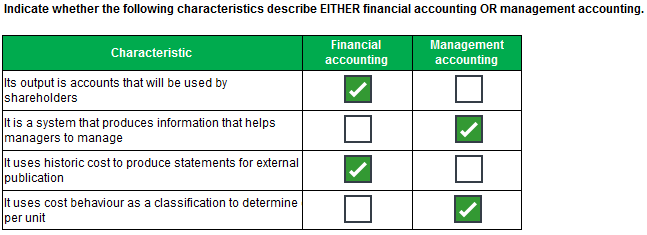 Indicate whether the following characteristics describe EITHER financial accounting OR management accounting.
Characteristic
Financial
accounting
Management
accounting
Its output is accounts that will be used by
shareholders
It is a system that produces information that helps
managers to manage
It uses historic cost to produce statements for external
publication
It uses cost behaviour as a classification to determine
per unit